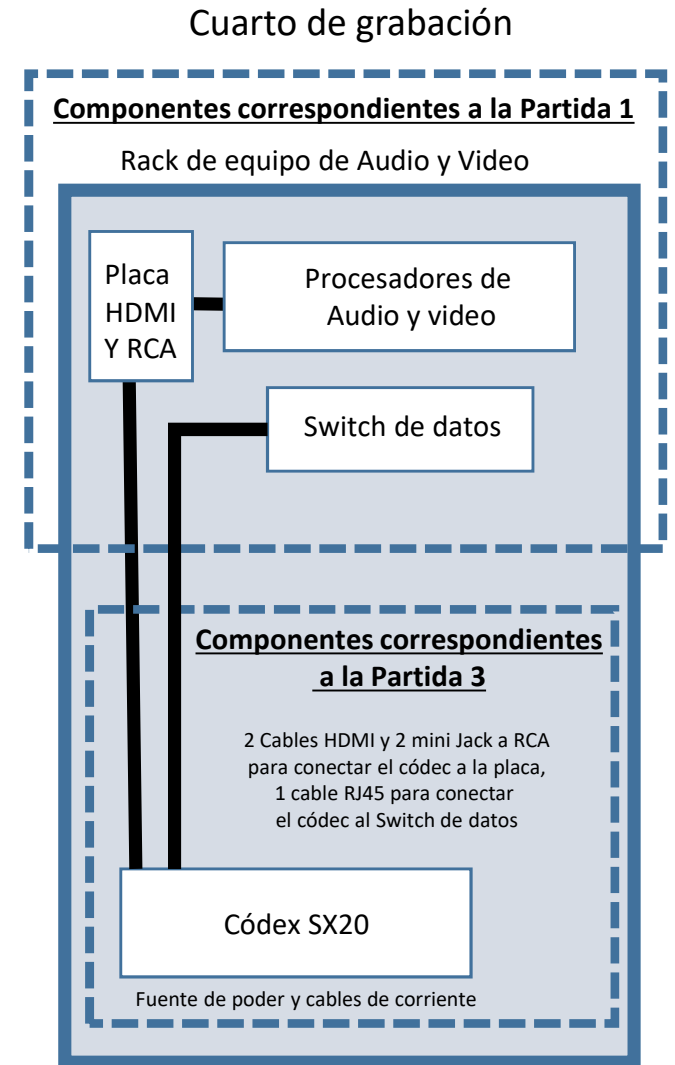 Cuarto de grabación
Componentes correspondientes a la Partida 1
Rack de equipo de Audio y Video
Placa
HDMI
Y RCA
Procesadores de
Audio y video
Switch de datos
Componentes correspondientes
a la Partida 3
2 Cables HDMI y 2 mini Jack a RCA
para conectar el códec a la placa,
1 cable RJ45 para conectar
el códec al Switch de datos
Códex SX20
Fuente de poder y cables de corriente